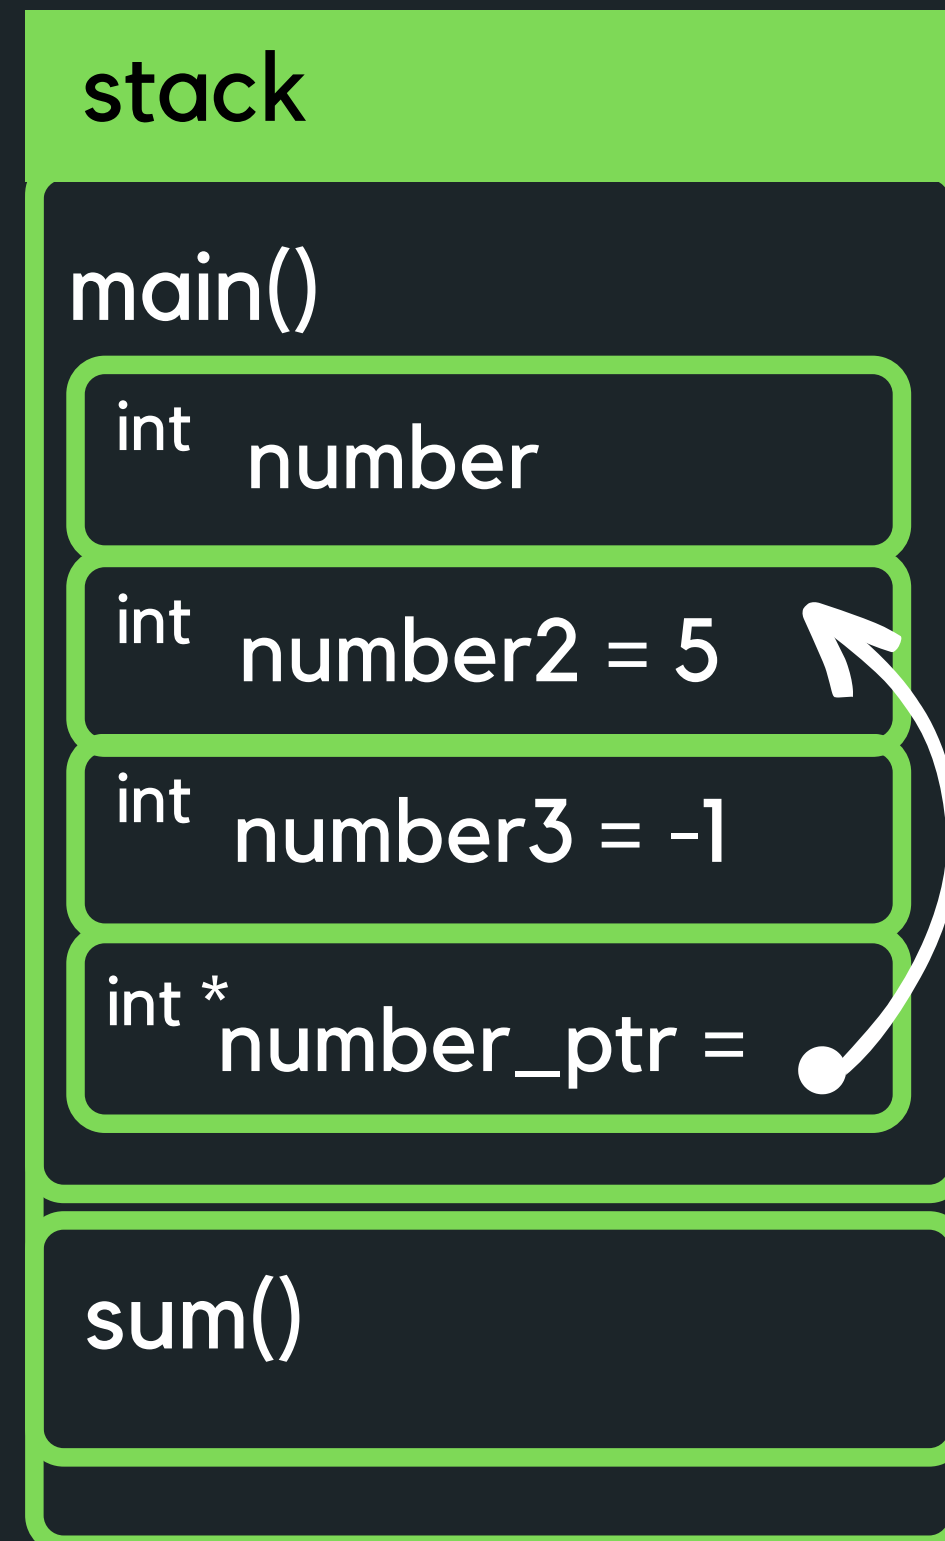 stack
main()
int number
int number2 = 5
int number3 = -1
int * number_ptr =
sum()